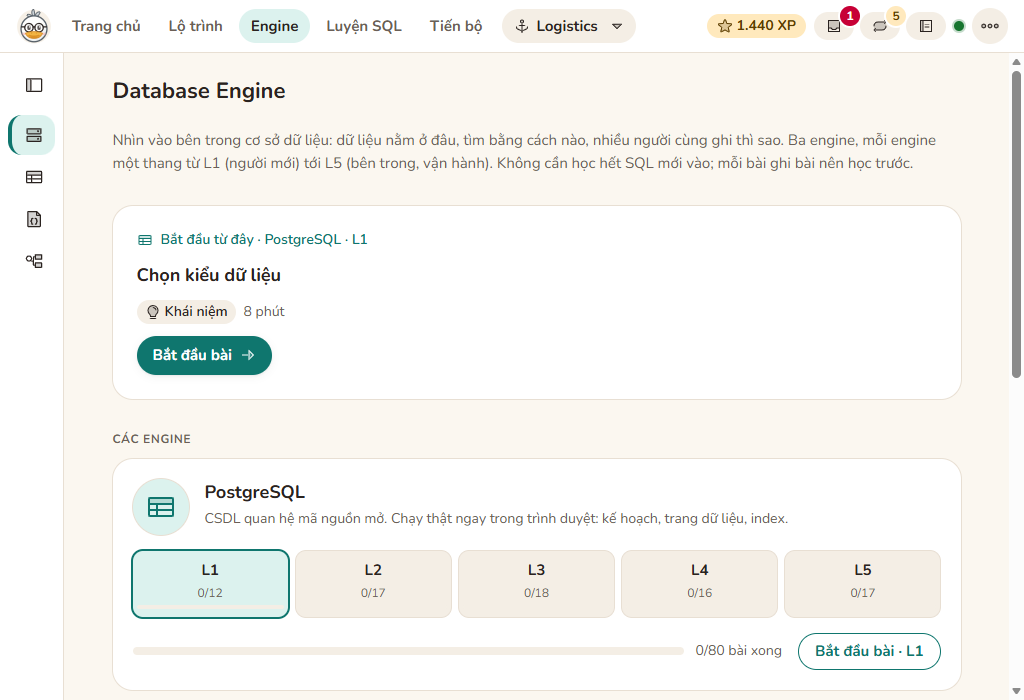 Trang chủ
Lộ trình
Engine
Luyện SQL
Tiến bộ
Logistics
1.440 XP
1
5
Database Engine
Nhìn vào bên trong cơ sở dữ liệu: dữ liệu nằm ở đâu, tìm bằng cách nào, nhiều người cùng ghi thì sao. Ba engine, mỗi engine
một thang từ L1 (người mới) tới L5 (bên trong, vận hành). Không cần học hết SQL mới vào; mỗi bài ghi bài nên học trước.
Bắt đầu từ đây · PostgreSQL · L1
Chọn kiểu dữ liệu
Khái niệm 8 phút
Bắt đầu bài
CÁC ENGINE
PostgreSQL
CSDL quan hệ mã nguồn mở. Chạy thật ngay trong trình duyệt: kế hoạch, trang dữ liệu, index.
L1
0/12
L2
0/17
L3
0/18
L4
0/16
L5
0/17
0/80 bài xong
Bắt đầu bài · L1